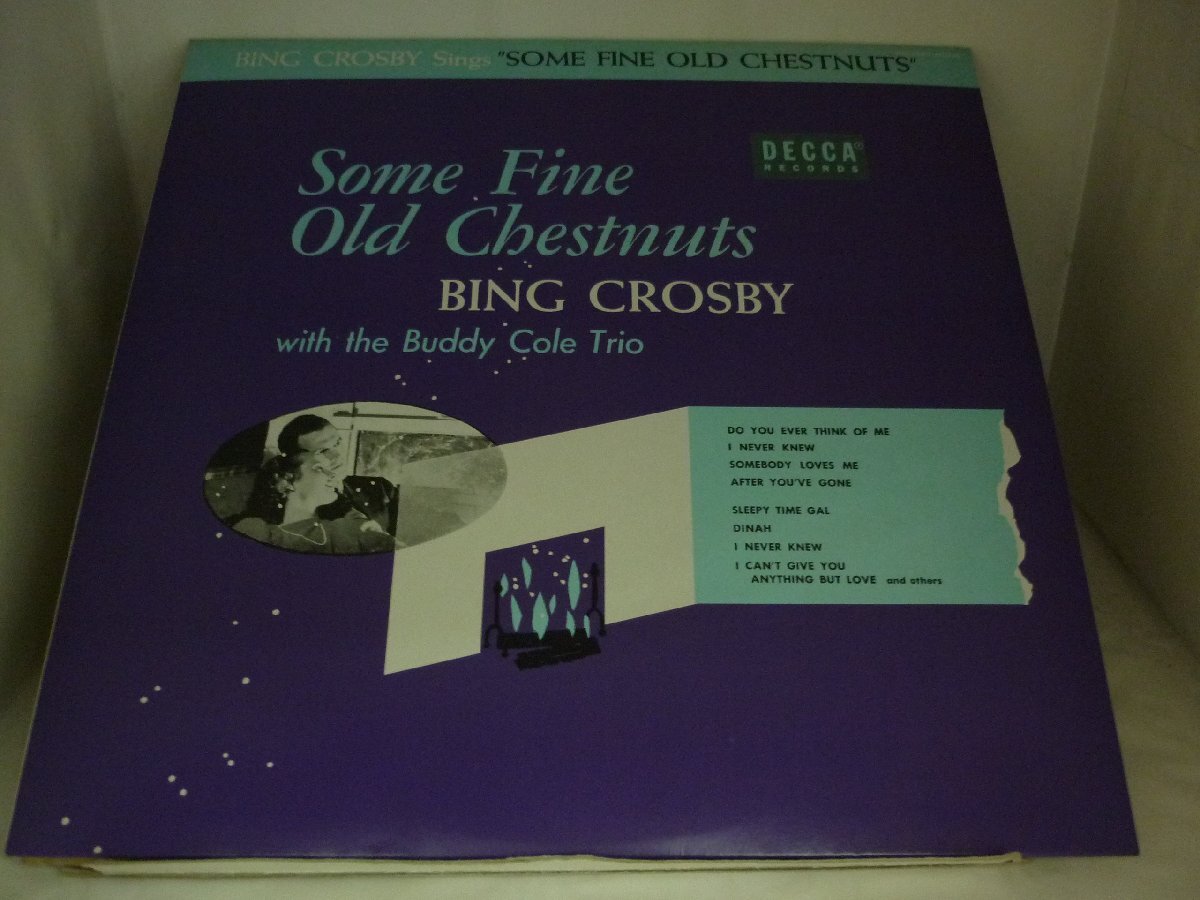 BING CROSBY Sings "SOME FINE OLD CHESTNUTS"
DECCA®
RECORDS
Some Fine
Old Chestnuts
BING CROSBY
with the Buddy Cole Trio
DO YOU EVER THINK OF ME
I NEVER KNEW
SOMEBODY LOVES ME
AFTER YOU'VE GONE
SLEEPY TIME GAL
DINAH
I NEVER KNEW
I CAN'T GIVE YOU
ANYTHING BUT LOVE and others